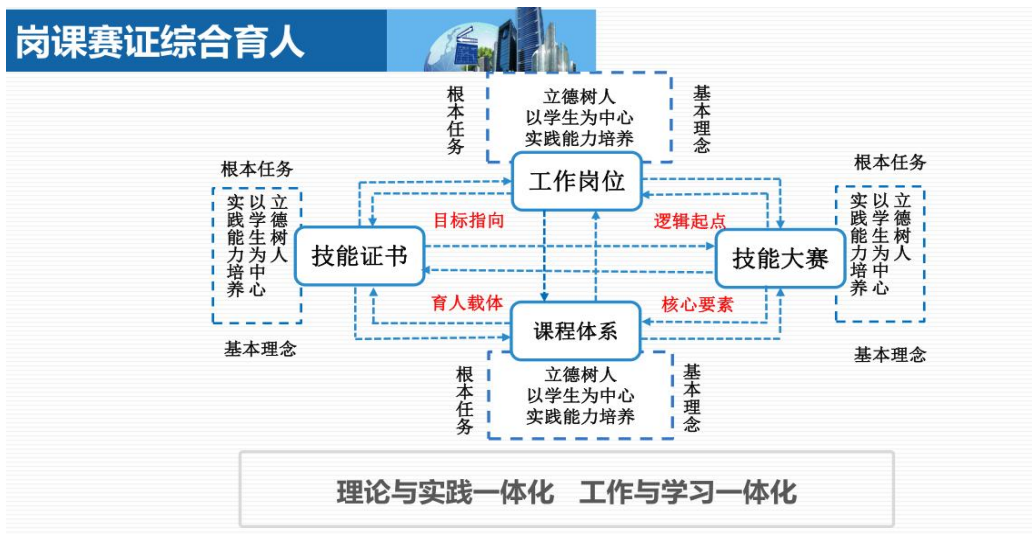 岗课赛证综合育人
根本任务
立德树人
以学生为中心
实践能力培养
基本理念
工作岗位
根本任务
立德树人
以学生为中心
实践能力培养
基本理念
技能证书
目标指向
逻辑起点
育人载体
核心要素
技能大赛
根本任务
立德树人
以学生为中心
实践能力培养
基本理念
课程体系
根本任务
立德树人
以学生为中心
实践能力培养
基本理念
理论与实践一体化 工作与学习一体化